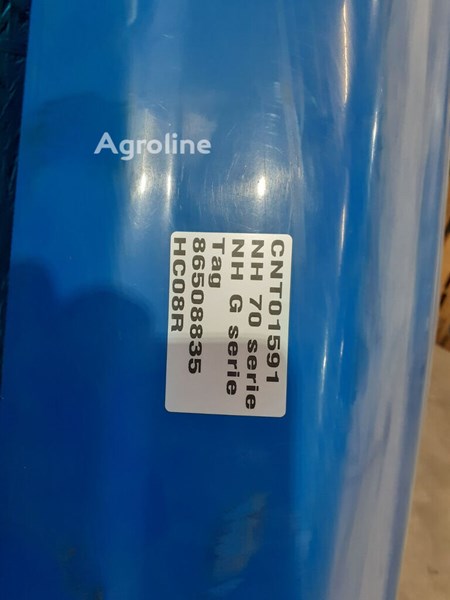 Agroline
CNT01591
NH 70 serie
NH G serie
Tag
86508835
HC08R